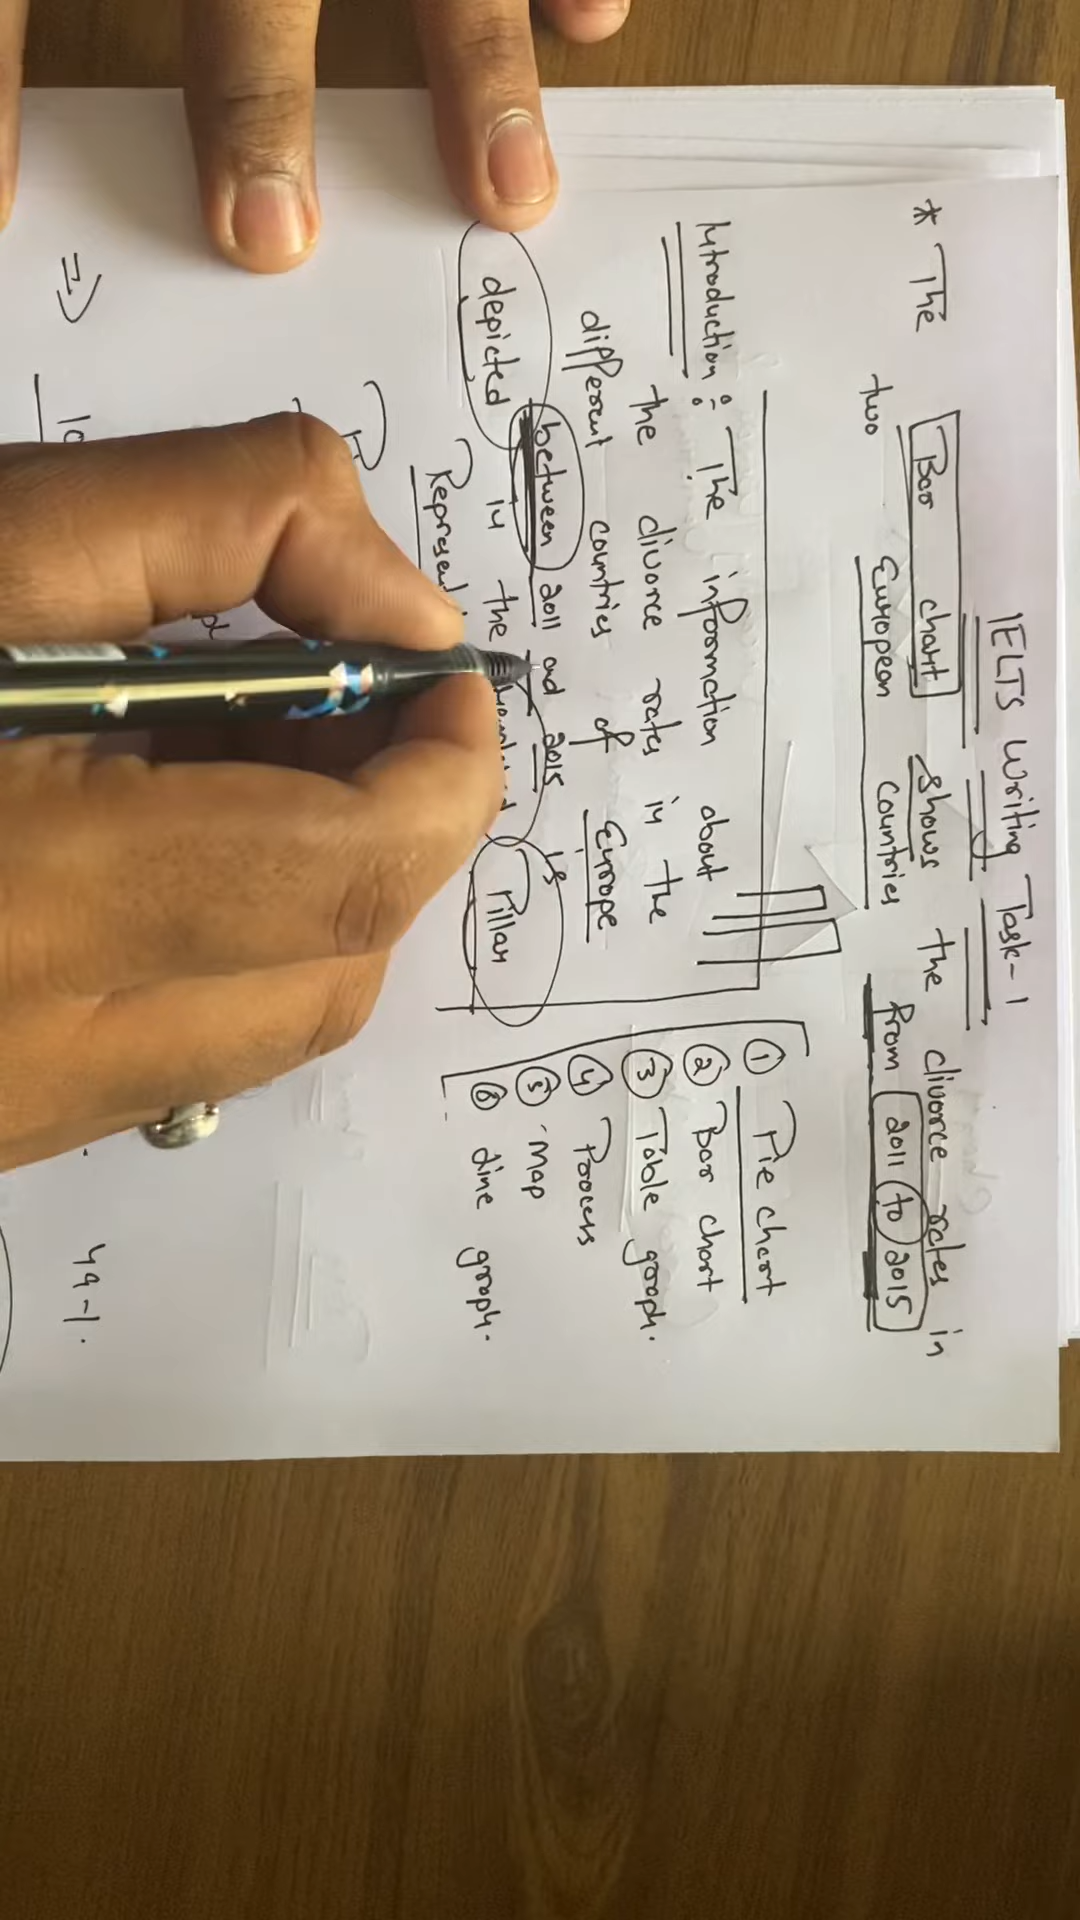 IELTS Writing Task-1
* The Bar chart shows the divorce rates in
two European countries from 2011 to 2015
Introduction : The information about
the divorce rates in the
different countries of Europe
between 2011 and 2015 is
depicted in the Pillar
Represent
① Pie chart
② Bar chart
③ Table graph.
④ Process
⑤ Map
⑥ Line graph.
⇒
49-1.